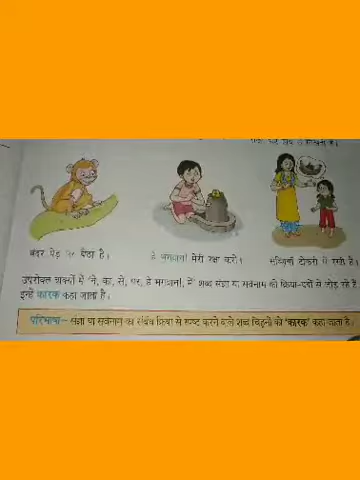 बंदर पेड़ पर बैठा है।
हे भगवान! मेरी रक्षा करो।
सब्जियाँ टोकरी में रखी हैं।
उपरोक्त वाक्यों में 'ने, का, से, पर, हे भगवान!, में' शब्द संज्ञा या सर्वनाम को क्रिया-पदों से जोड़ रहे हैं
इन्हें कारक कहा जाता है।
परिभाषा– संज्ञा या सर्वनाम का संबंध क्रिया से स्पष्ट करने वाले शब्द चिह्नों को 'कारक' कहा जाता है।